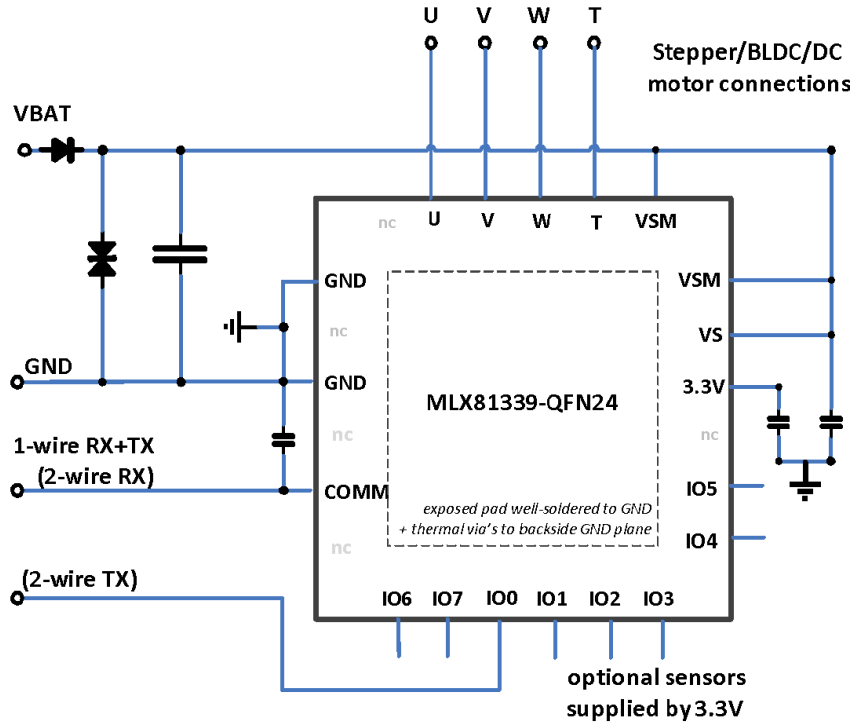 U V W T
Stepper/BLDC/DC
motor connections
VBAT
nc U V W T VSM
GND
VSM
nc
VS
GND
GND
3.3V
MLX81339-QFN24
nc
nc
1-wire RX+TX
(2-wire RX)
COMM
IO5
exposed pad well-soldered to GND
+ thermal via's to backside GND plane
nc
IO4
(2-wire TX)
IO6 IO7 IO0 IO1 IO2 IO3
optional sensors
supplied by 3.3V